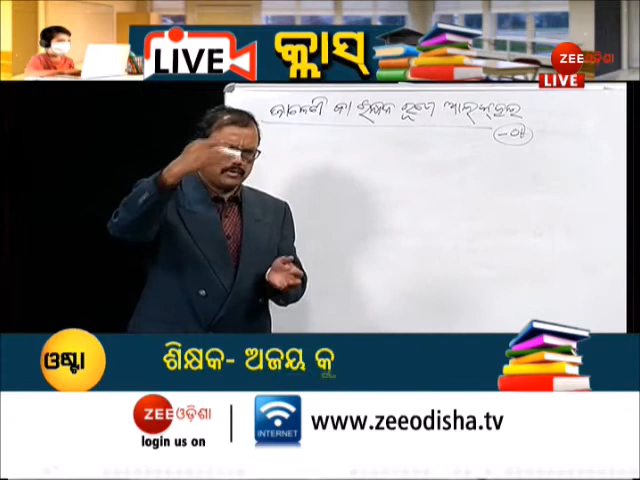 LIVE କ୍ଲାସ୍
ZEE ଓଡ଼ିଶା
LIVE
ଓଷ୍ଟା
ଶିକ୍ଷକ- ଅଜୟ କୁ
ZEE ଓଡ଼ିଶା
login us on
INTERNET
www.zeeodisha.tv